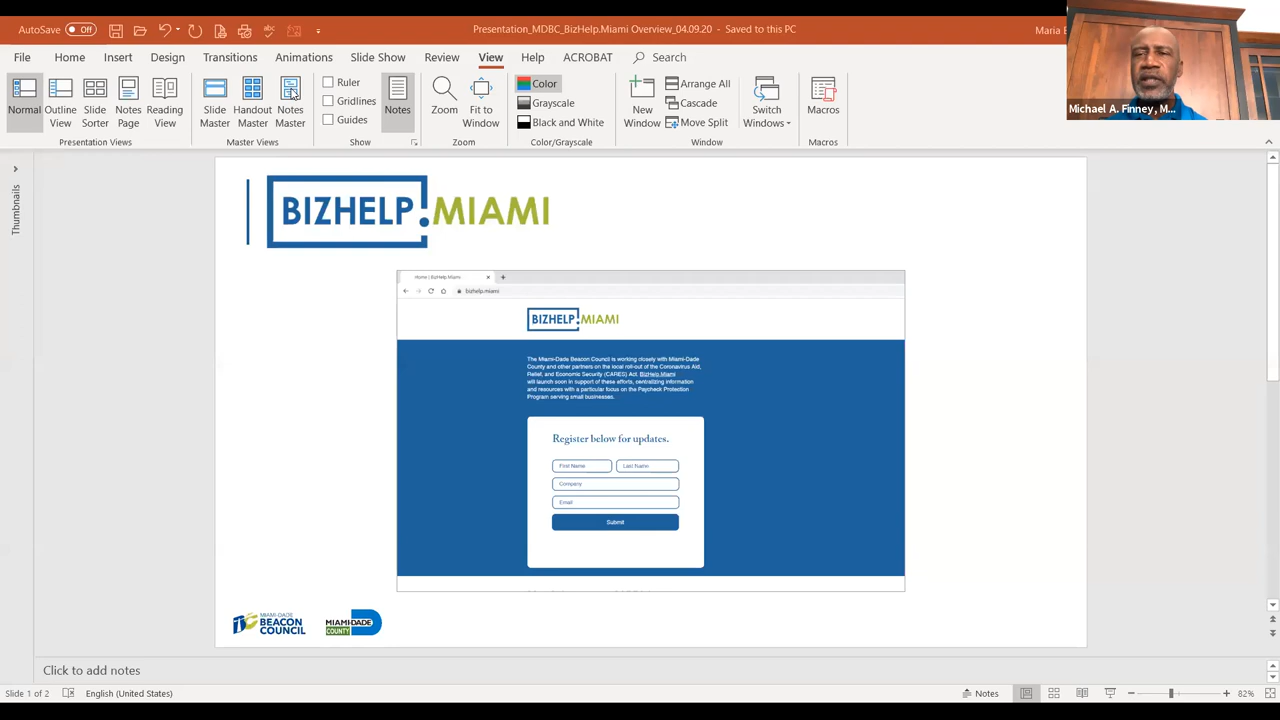 AutoSave Off
Presentation_MDBC_BizHelp.Miami Overview_04.09.20 - Saved to this PC
Maria
Michael A. Finney, M...
File Home Insert Design Transitions Animations Slide Show Review View Help ACROBAT Search
Normal
Outline View
Slide Sorter
Notes Page
Reading View
Presentation Views
Slide Master
Handout Master
Notes Master
Master Views
Ruler
Gridlines
Guides
Notes
Show
Zoom
Fit to Window
Zoom
Color
Grayscale
Black and White
Color/Grayscale
New Window
Arrange All
Cascade
Move Split
Switch Windows
Window
Macros
Macros
Thumbnails
BIZHELP.MIAMI
Home | BizHelp.Miami
bizhelp.miami
BIZHELP.MIAMI
The Miami-Dade Beacon Council is working closely with Miami-Dade
County and other partners on the local roll-out of the Coronavirus Aid,
Relief, and Economic Security (CARES) Act. BizHelp.Miami
will launch soon in support of these efforts, centralizing information
and resources with a particular focus on the Paycheck Protection
Program serving small businesses.
Register below for updates.
First Name Last Name
Company
Email
Submit
MIAMI-DADE
BEACON
COUNCIL
MIAMI-DADE
COUNTY
Click to add notes
Slide 1 of 2 English (United States) Notes 82%